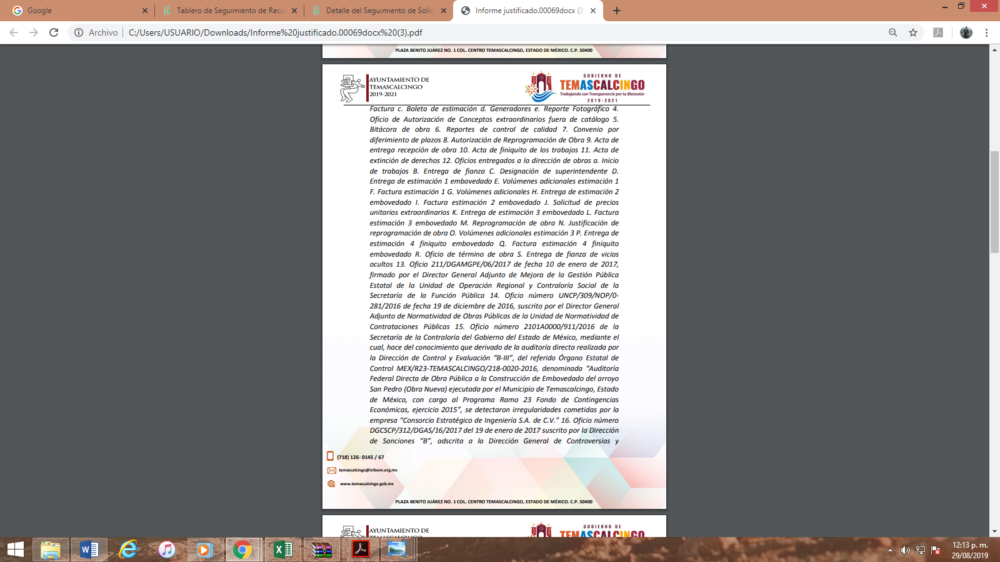 Google
Tablero de Seguimiento de Recu
Detalle del Seguimiento de Solic
Informe justificado.00069docx (3
Archivo
C:/Users/USUARIO/Downloads/Informe%20justificado.00069docx%20(3).pdf
PLAZA BENITO JUÁREZ NO. 1 COL. CENTRO TEMASCALCINGO, ESTADO DE MÉXICO. C.P. 50400
AYUNTAMIENTO DE
TEMASCALCINGO
2019-2021
GOBIERNO DE
TEMASCALCINGO
Trabajando con Transparencia por tu Bienestar
2019-2021
Factura c. Boleta de estimación d. Generadores e. Reporte Fotográfico 4.
Oficio de Autorización de Conceptos extraordinarios fuera de catálogo 5.
Bitácora de obra 6. Reportes de control de calidad 7. Convenio por
diferimiento de plazos 8. Autorización de Reprogramación de Obra 9. Acta de
entrega recepción de obra 10. Acta de finiquito de los trabajos 11. Acta de
extinción de derechos 12. Oficios entregados a la dirección de obras a. Inicio
de trabajos B. Entrega de fianza C. Designación de superintendente D.
Entrega de estimación 1 embovedado E. Volúmenes adicionales estimación 1
F. Factura estimación 1 G. Volúmenes adicionales H. Entrega de estimación 2
embovedado I. Factura estimación 2 embovedado J. Solicitud de precios
unitarios extraordinarios K. Entrega de estimación 3 embovedado L. Factura
estimación 3 embovedado M. Reprogramación de obra N. Justificación de
reprogramación de obra O. Volúmenes adicionales estimación 3 P. Entrega de
estimación 4 finiquito embovedado Q. Factura estimación 4 finiquito
embovedado R. Oficio de término de obra S. Entrega de fianza de vicios
ocultos 13. Oficio 211/DGAMGPE/06/2017 de fecha 10 de enero de 2017,
firmado por el Director General Adjunto de Mejora de la Gestión Pública
Estatal de la Unidad de Operación Regional y Contraloría Social de la
Secretaría de la Función Pública 14. Oficio número UNCP/309/NOP/0-
281/2016 de fecha 19 de diciembre de 2016, suscrito por el Director General
Adjunto de Normatividad de Obras Públicas de la Unidad de Normatividad de
Contrataciones Públicas 15. Oficio número 2101A0000/911/2016 de la
Secretaría de la Contraloría del Gobierno del Estado de México, mediante el
cual, hace del conocimiento que derivado de la auditoría directa realizada por
la Dirección de Control y Evaluación “B-III”, del referido Órgano Estatal de
Control MEX/R23-TEMASCALCINGO/218-0020-2016, denominada “Auditoría
Federal Directa de Obra Pública a la Construcción de Embovedado del arroyo
San Pedro (Obra Nueva) ejecutada por el Municipio de Temascalcingo, Estado
de México, con cargo al Programa Ramo 23 Fondo de Contingencias
Económicas, ejercicio 2015”, se detectaron irregularidades cometidas por la
empresa “Consorcio Estratégico de Ingeniería S.A. de C.V.” 16. Oficio número
DGCSCP/312/DGAS/16/2017 del 19 de enero de 2017 suscrito por la Dirección
de Sanciones “B”, adscrita a la Dirección General de Controversias y
(718) 126- 0145 / 67
temascalcingo@infoem.org.mx
www.temascalcingo.gob.mx
PLAZA BENITO JUÁREZ NO. 1 COL. CENTRO TEMASCALCINGO, ESTADO DE MÉXICO. C.P. 50400
AYUNTAMIENTO DE
TEMASCALCINGO
GOBIERNO DE
TEMASCALCINGO
12:13 p. m.
29/08/2019